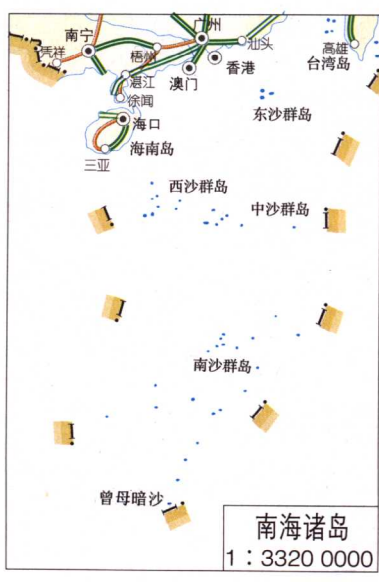 广州
南宁
梧州
汕头
凭祥
高雄
台湾岛
香港
澳门
湛江
徐闻
海口
海南岛
三亚
东沙群岛
西沙群岛
中沙群岛
南沙群岛
曾母暗沙
南海诸岛
1：3320 0000